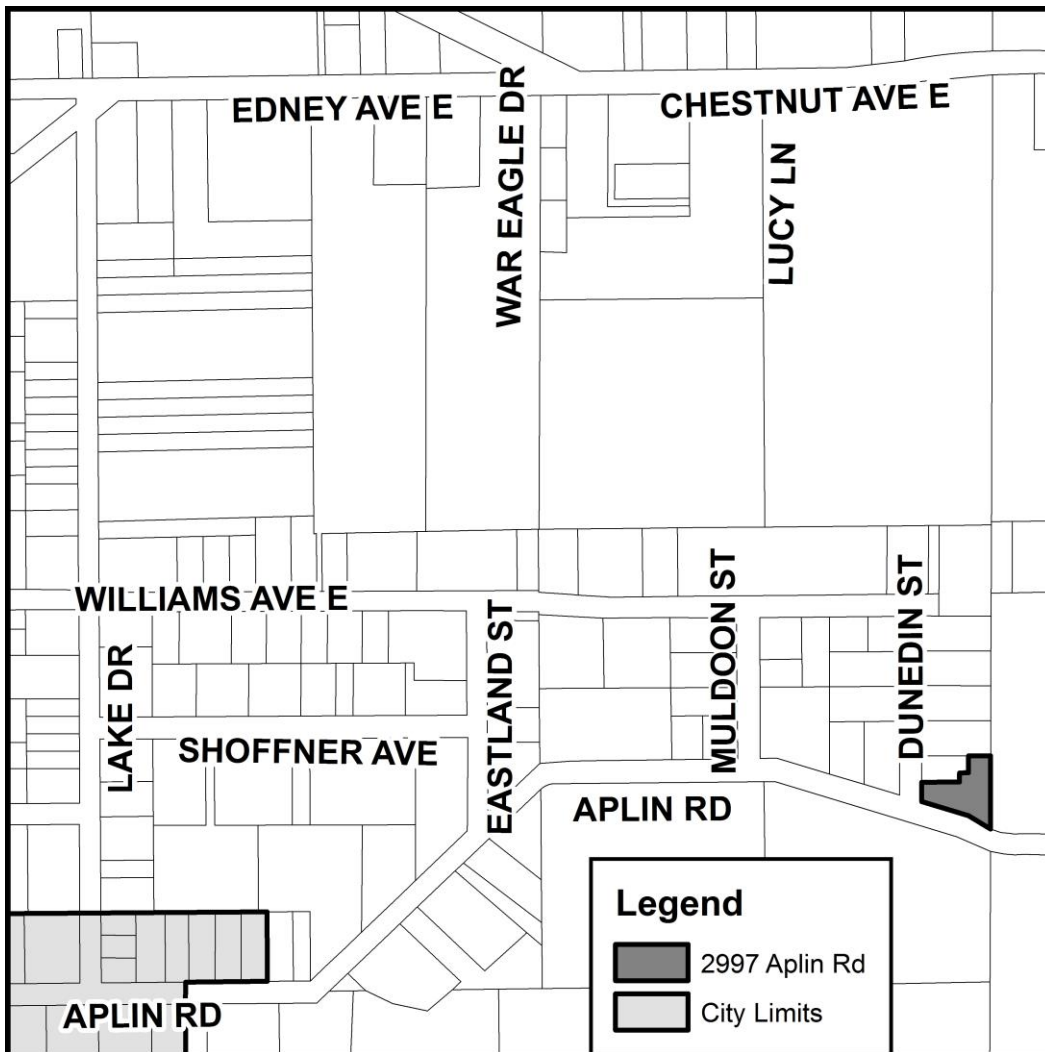 EDNEY AVE E
CHESTNUT AVE E
WAR EAGLE DR
LUCY LN
WILLIAMS AVE E
LAKE DR
SHOFFNER AVE
EASTLAND ST
MULDOON ST
DUNEDIN ST
APLIN RD
APLIN RD
Legend
2997 Aplin Rd
City Limits